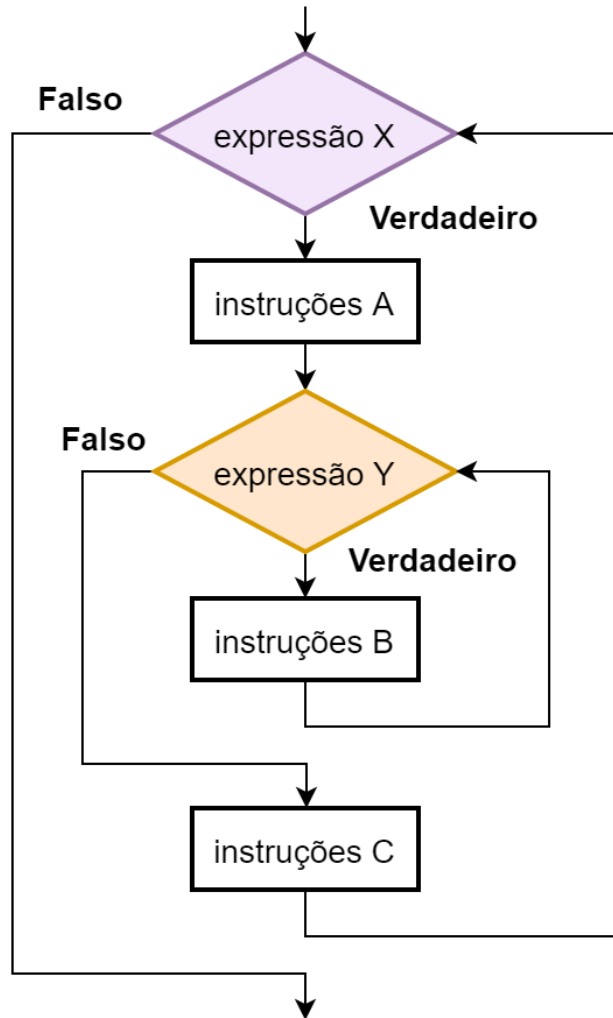 Falso
expressão X
Verdadeiro
instruções A
Falso
expressão Y
Verdadeiro
instruções B
instruções C